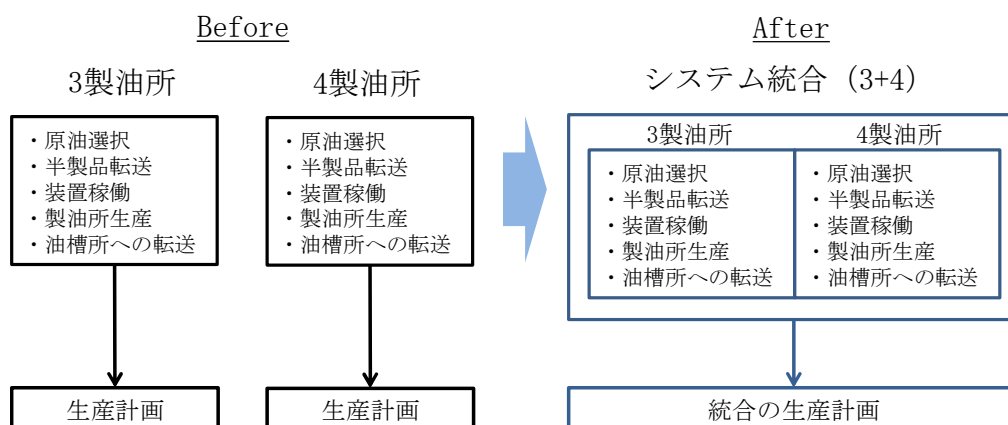 Before
3製油所
・原油選択
・半製品転送
・装置稼働
・製油所生産
・油槽所への転送
生産計画
4製油所
・原油選択
・半製品転送
・装置稼働
・製油所生産
・油槽所への転送
生産計画
After
システム統合（3+4）
3製油所
・原油選択
・半製品転送
・装置稼働
・製油所生産
・油槽所への転送
4製油所
・原油選択
・半製品転送
・装置稼働
・製油所生産
・油槽所への転送
統合の生産計画